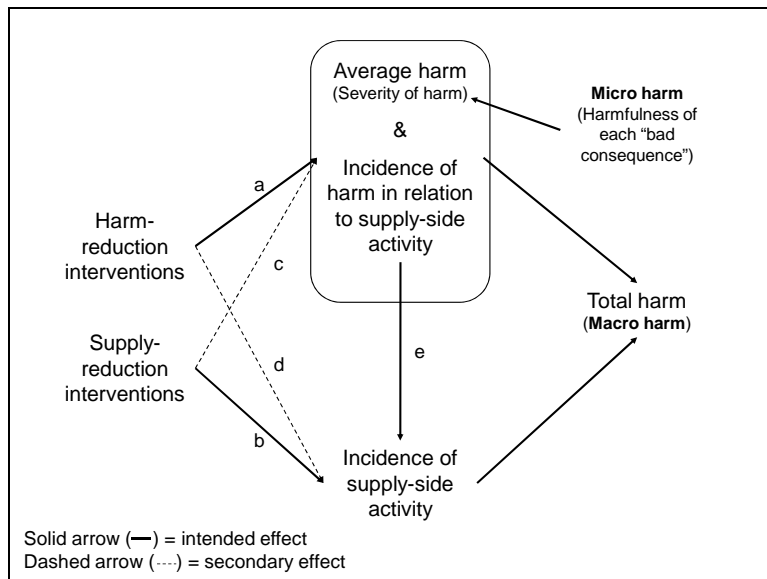 Average harm
(Severity of harm)
&
Incidence of
harm in relation
to supply-side
activity
Micro harm
(Harmfulness of
each “bad
consequence”)
a
Harm-
reduction
interventions
c
Supply-
reduction
interventions
d
b
e
Total harm
(Macro harm)
Incidence of
supply-side
activity
Solid arrow (—) = intended effect
Dashed arrow (----) = secondary effect